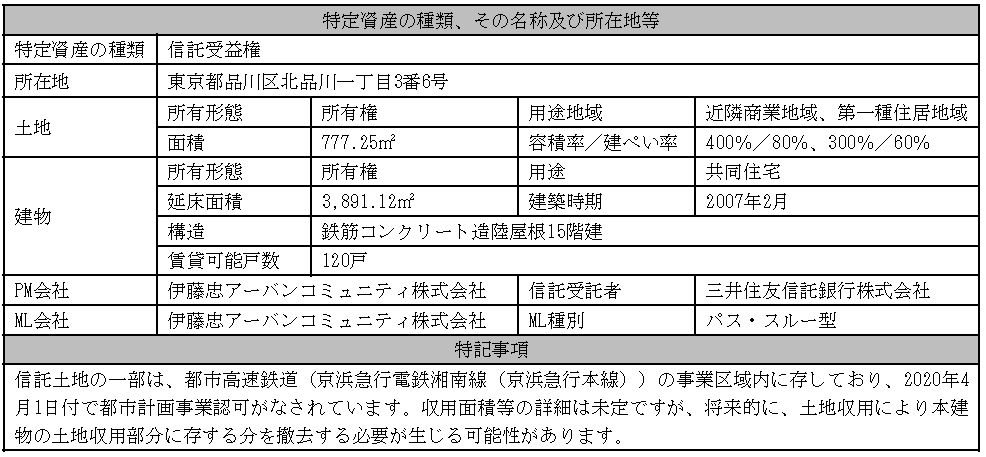 特定資産の種類、その名称及び所在地等
特定資産の種類 信託受益権
所在地 東京都品川区北品川一丁目3番6号
土地 所有形態 所有権 用途地域 近隣商業地域、第一種住居地域
面積 777.25㎡ 容積率／建ぺい率 400％／80％、300％／60％
建物 所有形態 所有権 用途 共同住宅
延床面積 3,891.12㎡ 建築時期 2007年2月
構造 鉄筋コンクリート造陸屋根15階建
賃貸可能戸数 120戸
PM会社 伊藤忠アーバンコミュニティ株式会社 信託受託者 三井住友信託銀行株式会社
ML会社 伊藤忠アーバンコミュニティ株式会社 ML種別 パス・スルー型
特記事項
信託土地の一部は、都市高速鉄道（京浜急行電鉄湘南線（京浜急行本線））の事業区域内に存しており、2020年4
月1日付で都市計画事業認可がなされています。収用面積等の詳細は未定ですが、将来的に、土地収用により本建
物の土地収用部分に存する分を撤去する必要が生じる可能性があります。